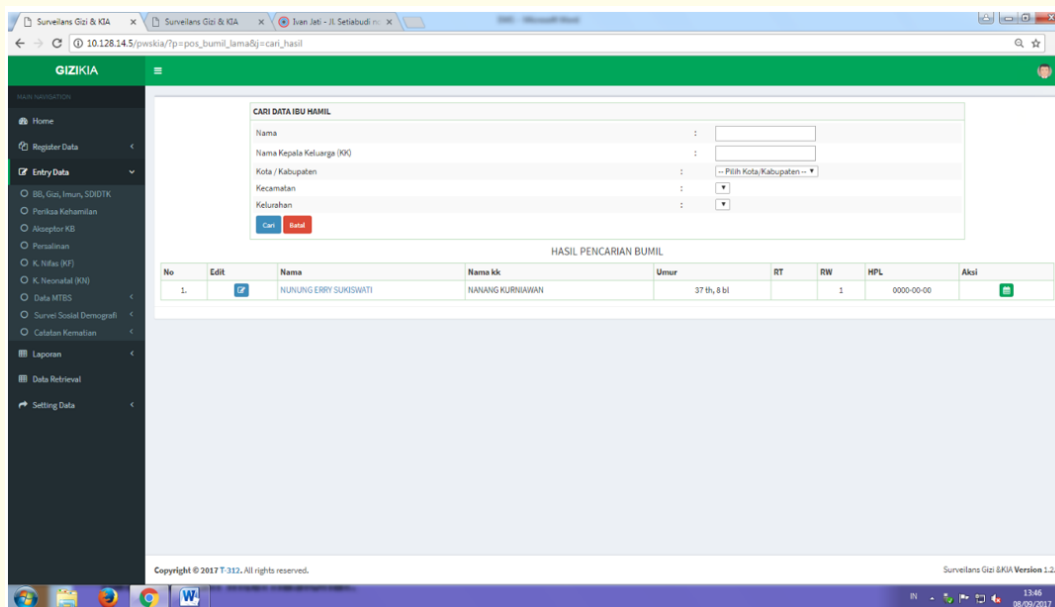 Surveilans Gizi & KIA
Surveilans Gizi & KIA
Ivan Jati - Jl. Setiabudi no
10.128.14.5/pwskia/?p=pos_bumil_lama&j=cari_hasil
GIZIKIA
MAIN NAVIGATION
Home
Register Data
Entry Data
BB, Gizi, Imun, SDIDTK
Periksa Kehamilan
Akseptor KB
Persalinan
K. Nifas (KF)
K. Neonatal (KN)
Data MTBS
Survei Sosial Demografi
Catatan Kematian
Laporan
Data Retrieval
Setting Data
CARI DATA IBU HAMIL
Nama :
Nama Kepala Keluarga (KK) :
Kota / Kabupaten : -- Pilih Kota/Kabupaten --
Kecamatan :
Kelurahan :
Cari Batal
HASIL PENCARIAN BUMIL
No Edit Nama Nama kk Umur RT RW HPL Aksi
1. NUNUNG ERRY SUKISWATI NANANG KURNIAWAN 37 th, 8 bl 1 0000-00-00
Copyright © 2017 T-312. All rights reserved. Surveilans Gizi &KIA Version 1.2.
IN 13:46
08/09/2017